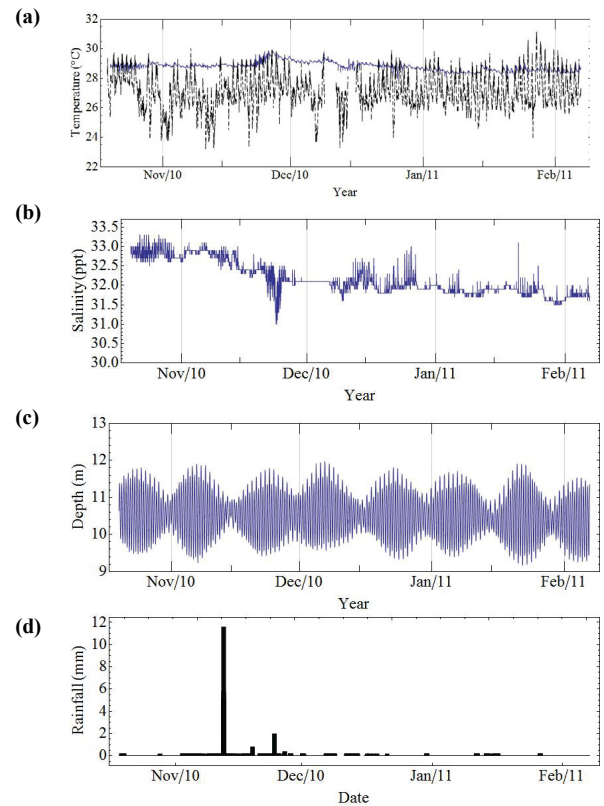 (a)
31
30
28
26
24
22
Temperature (°C)
Nov/10 Dec/10 Jan/11 Feb/11
Year
(b)
33.5
33.0
32.5
32.0
31.5
31.0
30.5
30.0
Salinity (ppt)
Nov/10 Dec/10 Jan/11 Feb/11
Year
(c)
13
12
11
10
9
Depth (m)
Nov/10 Dec/10 Jan/11 Feb/11
Year
(d)
12
10
8
6
4
2
0
Rainfall (mm)
Nov/10 Dec/10 Jan/11 Feb/11
Date